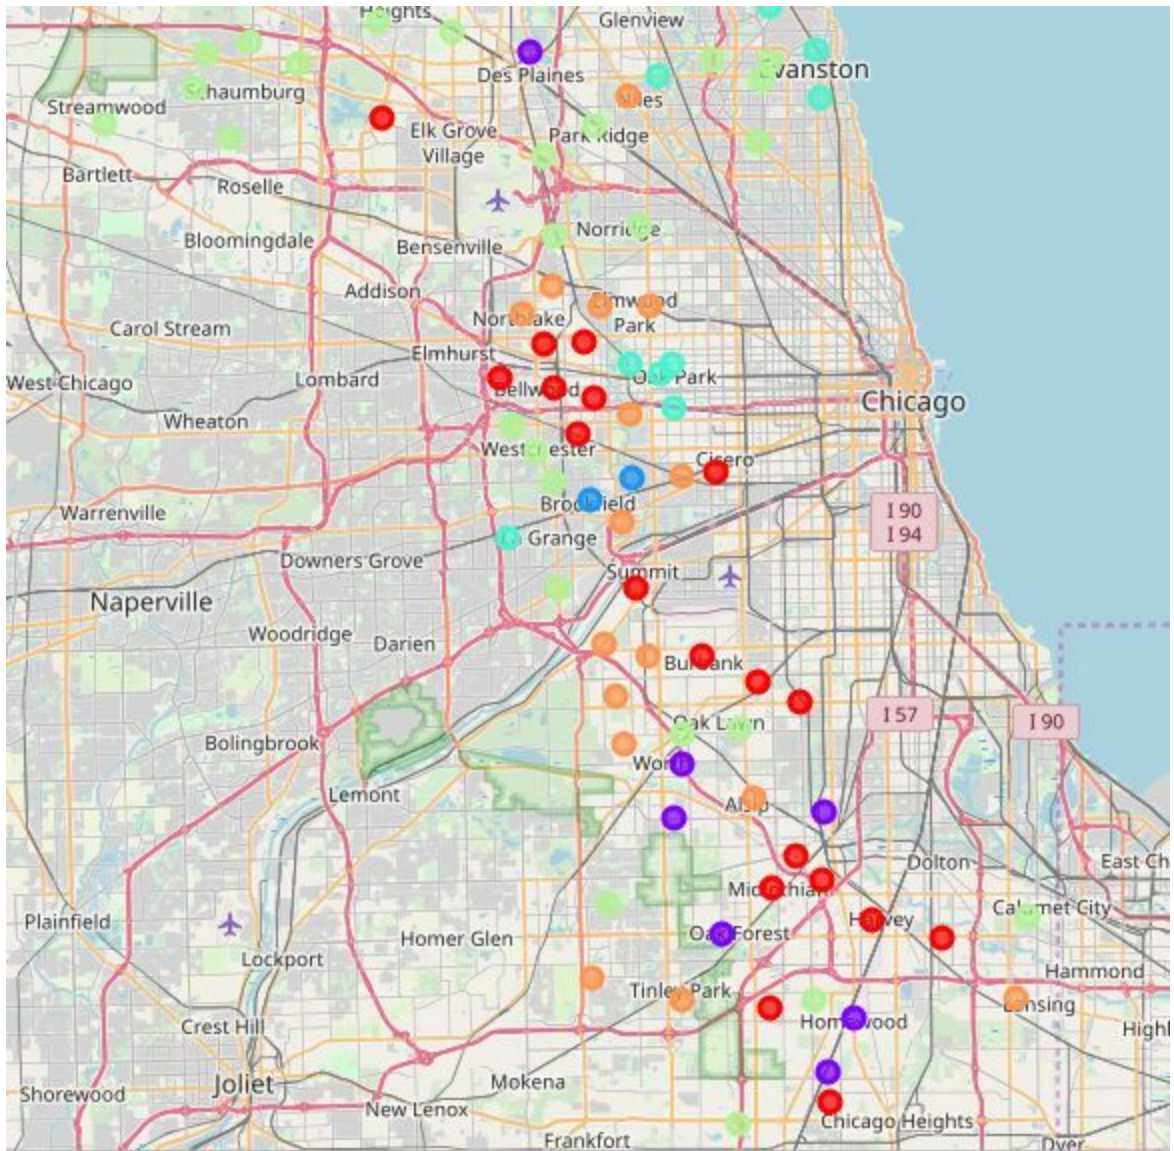 Heights
Glenview
Des Plaines
Evanston
Niles
Schaumburg
Streamwood
Elk Grove
Village
Park Ridge
Bartlett
Roselle
Norridge
Bloomingdale
Bensenville
Addison
Elmwood
Park
Northlake
Carol Stream
Elmhurst
West Chicago
Lombard
Bellwood
Oak Park
Chicago
Wheaton
Westchester
Cicero
Brookfield
Warrenville
I 90
I 94
La Grange
Downers Grove
Summit
Naperville
Woodridge
Darien
Burbank
Oak Lawn
I 57
I 90
Bolingbrook
Worth
Lemont
Alsip
Dolton
East Ch
Midlothian
Plainfield
Harvey
Calumet City
Homer Glen
Oak Forest
Lockport
Hammond
Tinley Park
Lansing
Crest Hill
Homewood
Highl
Joliet
Mokena
Shorewood
New Lenox
Chicago Heights
Frankfort
Dyer